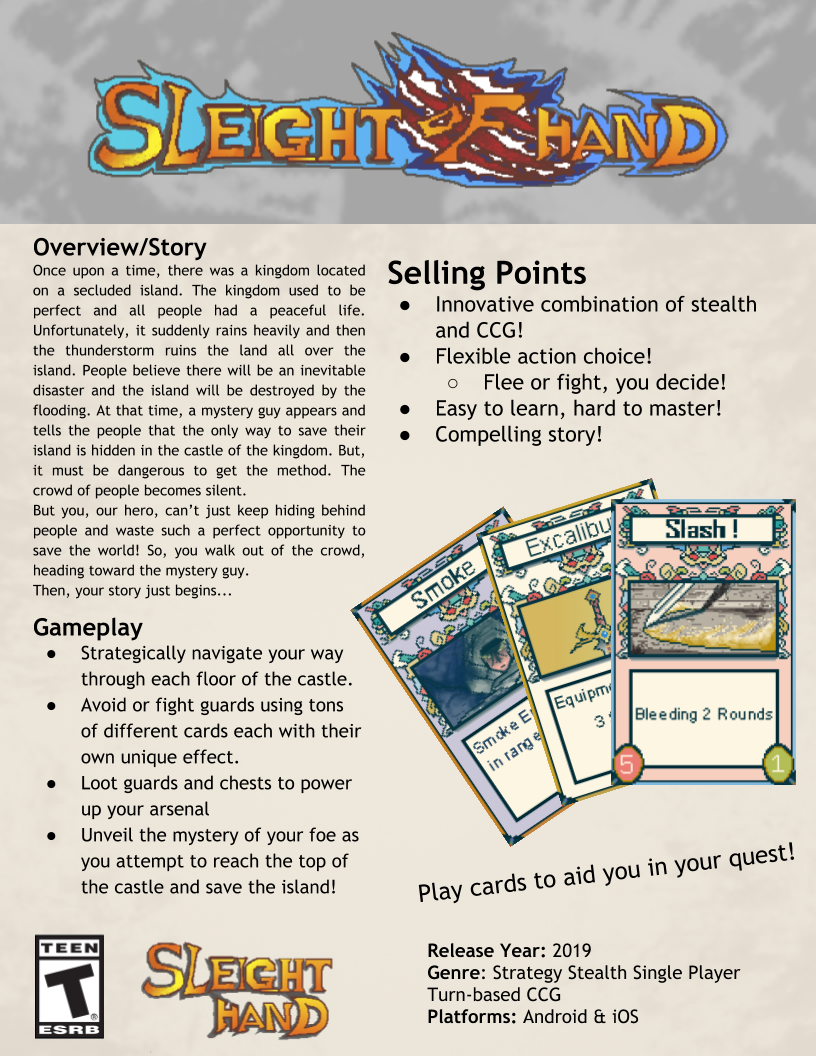 SLEIGHT OF HAND
Overview/Story
Once upon a time, there was a kingdom located
on a secluded island. The kingdom used to be
perfect and all people had a peaceful life.
Unfortunately, it suddenly rains heavily and then
the thunderstorm ruins the land all over the
island. People believe there will be an inevitable
disaster and the island will be destroyed by the
flooding. At that time, a mystery guy appears and
tells the people that the only way to save their
island is hidden in the castle of the kingdom. But,
it must be dangerous to get the method. The
crowd of people becomes silent.
But you, our hero, can’t just keep hiding behind
people and waste such a perfect opportunity to
save the world! So, you walk out of the crowd,
heading toward the mystery guy.
Then, your story just begins...
Gameplay
● Strategically navigate your way
through each floor of the castle.
● Avoid or fight guards using tons
of different cards each with their
own unique effect.
● Loot guards and chests to power
up your arsenal
● Unveil the mystery of your foe as
you attempt to reach the top of
the castle and save the island!
Selling Points
● Innovative combination of stealth
and CCG!
● Flexible action choice!
○ Flee or fight, you decide!
● Easy to learn, hard to master!
● Compelling story!
Smoke
Smoke E
in range
Excalibu
Equipme
3
Slash !
Bleeding 2 Rounds
5
1
Play cards to aid you in your quest!
TEEN
T
®
ESRB
SLEIGHT
HAND
Release Year: 2019
Genre: Strategy Stealth Single Player
Turn-based CCG
Platforms: Android & iOS